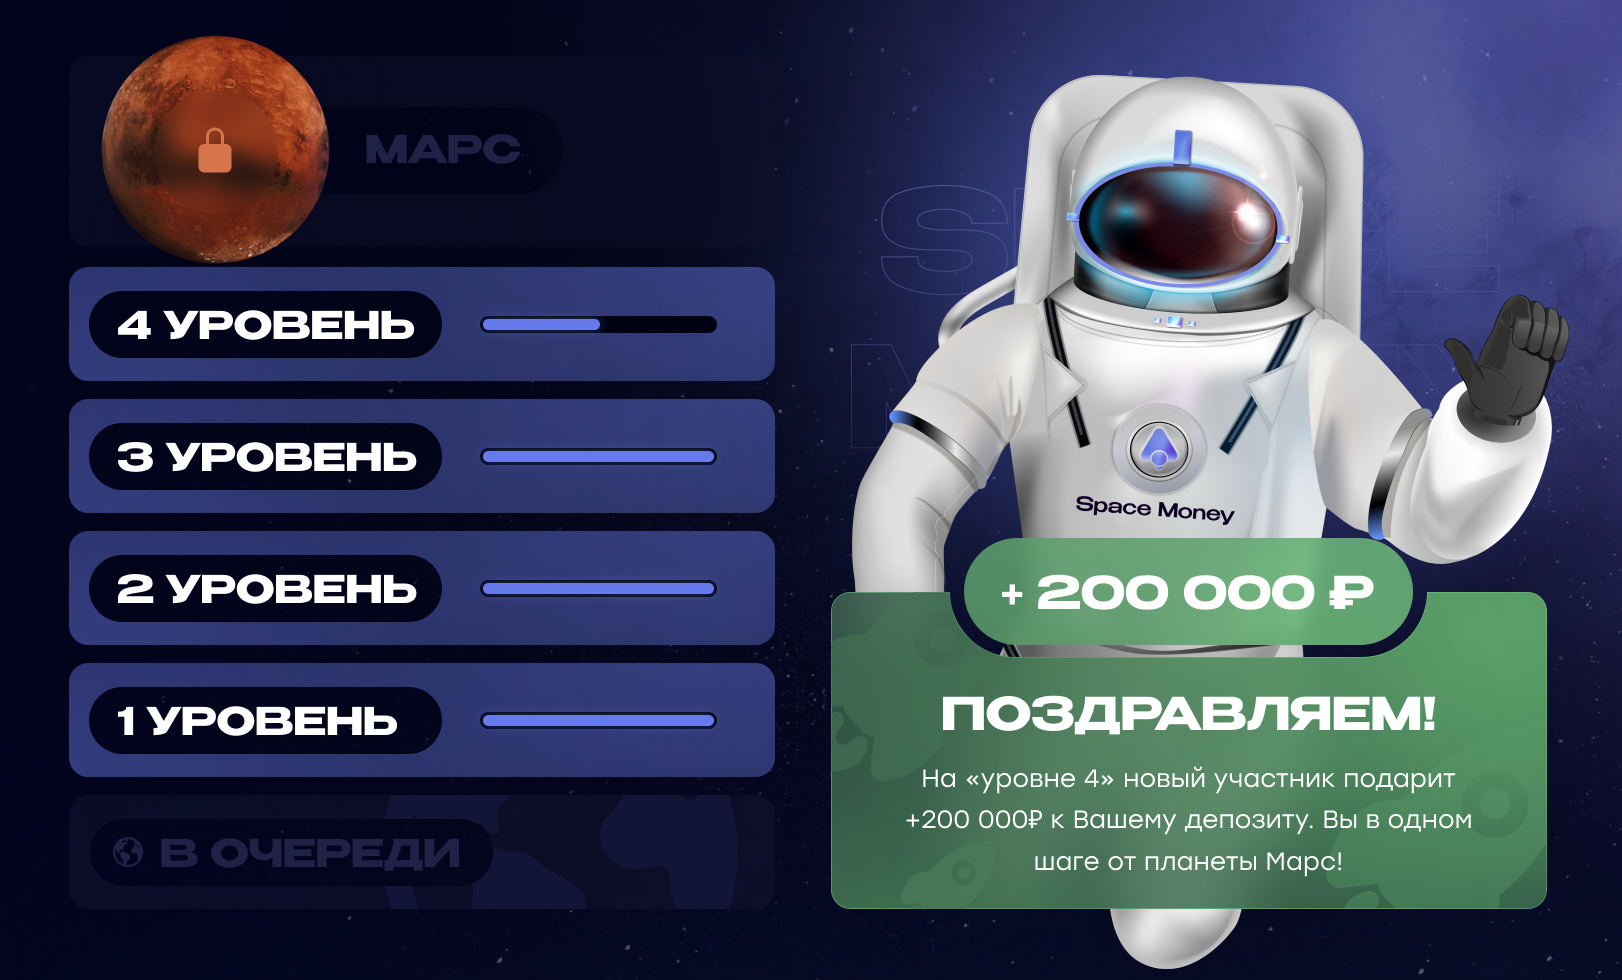 МАРС
4 УРОВЕНЬ
3 УРОВЕНЬ
2 УРОВЕНЬ
1 УРОВЕНЬ
В ОЧЕРЕДИ
Space Money
+ 200 000 ₽
ПОЗДРАВЛЯЕМ!
На «уровне 4» новый участник подарит
+200 000₽ к Вашему депозиту. Вы в одном
шаге от планеты Марс!